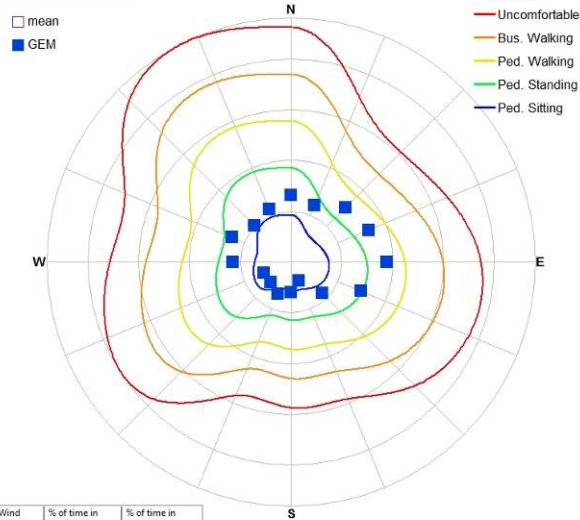 N
mean
GEM
Uncomfortable
Bus. Walking
Ped. Walking
Ped. Standing
Ped. Sitting
W
E
S
Wind
% of time in
% of time in